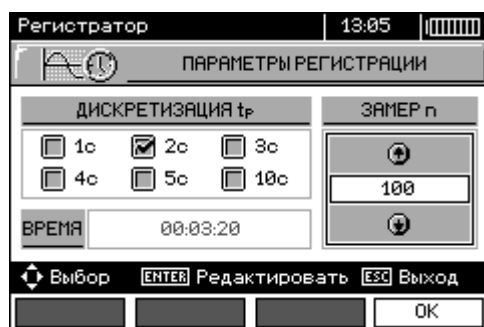 Регистратор 13:05
ПАРАМЕТРЫ РЕГИСТРАЦИИ
ДИСКРЕТИЗАЦИЯ tр ЗАМЕР n
1с 2с 3с
4с 5с 10с
100
ВРЕМЯ 00:03:20
Выбор ENTER Редактировать ESC Выход
OK